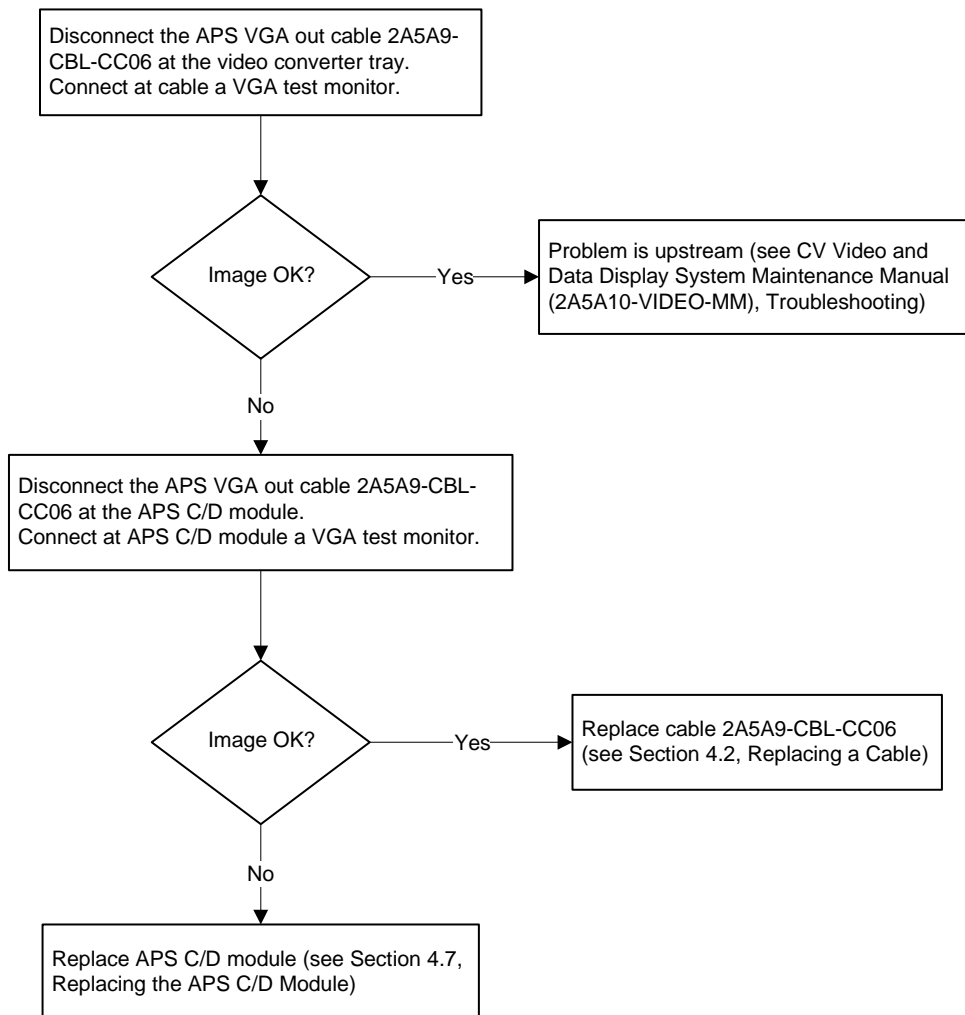 Disconnect the APS VGA out cable 2A5A9-
CBL-CC06 at the video converter tray.
Connect at cable a VGA test monitor.
Image OK?
Yes
Problem is upstream (see CV Video and
Data Display System Maintenance Manual
(2A5A10-VIDEO-MM), Troubleshooting)
No
Disconnect the APS VGA out cable 2A5A9-CBL-
CC06 at the APS C/D module.
Connect at APS C/D module a VGA test monitor.
Image OK?
Yes
Replace cable 2A5A9-CBL-CC06
(see Section 4.2, Replacing a Cable)
No
Replace APS C/D module (see Section 4.7,
Replacing the APS C/D Module)